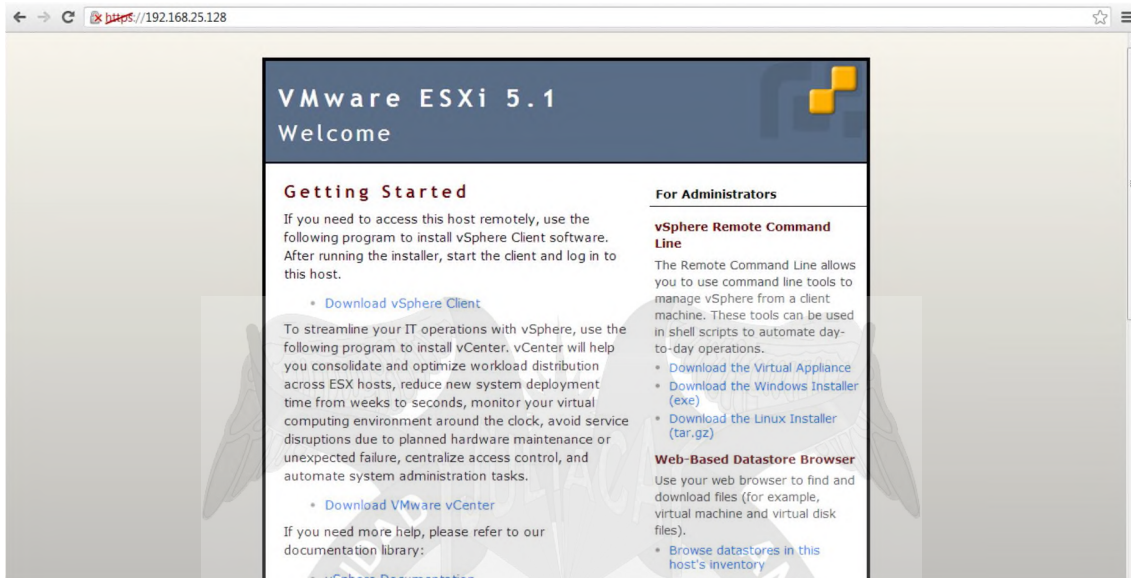 https://192.168.25.128
VMware ESXi 5.1
Welcome
Getting Started
If you need to access this host remotely, use the
following program to install vSphere Client software.
After running the installer, start the client and log in to
this host.
• Download vSphere Client
To streamline your IT operations with vSphere, use the
following program to install vCenter. vCenter will help
you consolidate and optimize workload distribution
across ESX hosts, reduce new system deployment
time from weeks to seconds, monitor your virtual
computing environment around the clock, avoid service
disruptions due to planned hardware maintenance or
unexpected failure, centralize access control, and
automate system administration tasks.
• Download VMware vCenter
If you need more help, please refer to our
documentation library:
• vSphere Documentation
For Administrators
vSphere Remote Command
Line
The Remote Command Line allows
you to use command line tools to
manage vSphere from a client
machine. These tools can be used
in shell scripts to automate day-
to-day operations.
• Download the Virtual Appliance
• Download the Windows Installer
(exe)
• Download the Linux Installer
(tar.gz)
Web-Based Datastore Browser
Use your web browser to find and
download files (for example,
virtual machine and virtual disk
files).
• Browse datastores in this
host's inventory